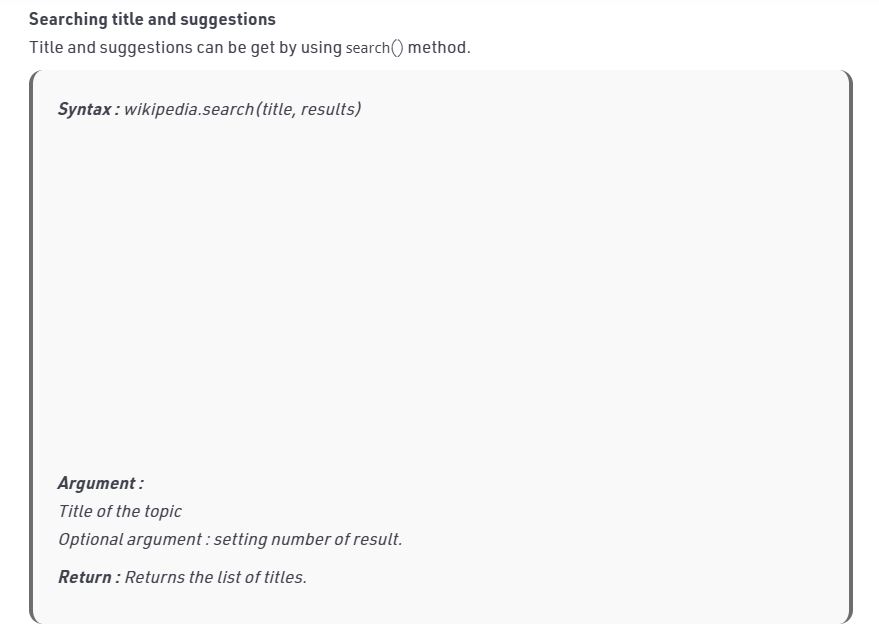 Searching title and suggestions
Title and suggestions can be get by using search() method.
Syntax : wikipedia.search(title, results)
Argument :
Title of the topic
Optional argument : setting number of result.
Return : Returns the list of titles.